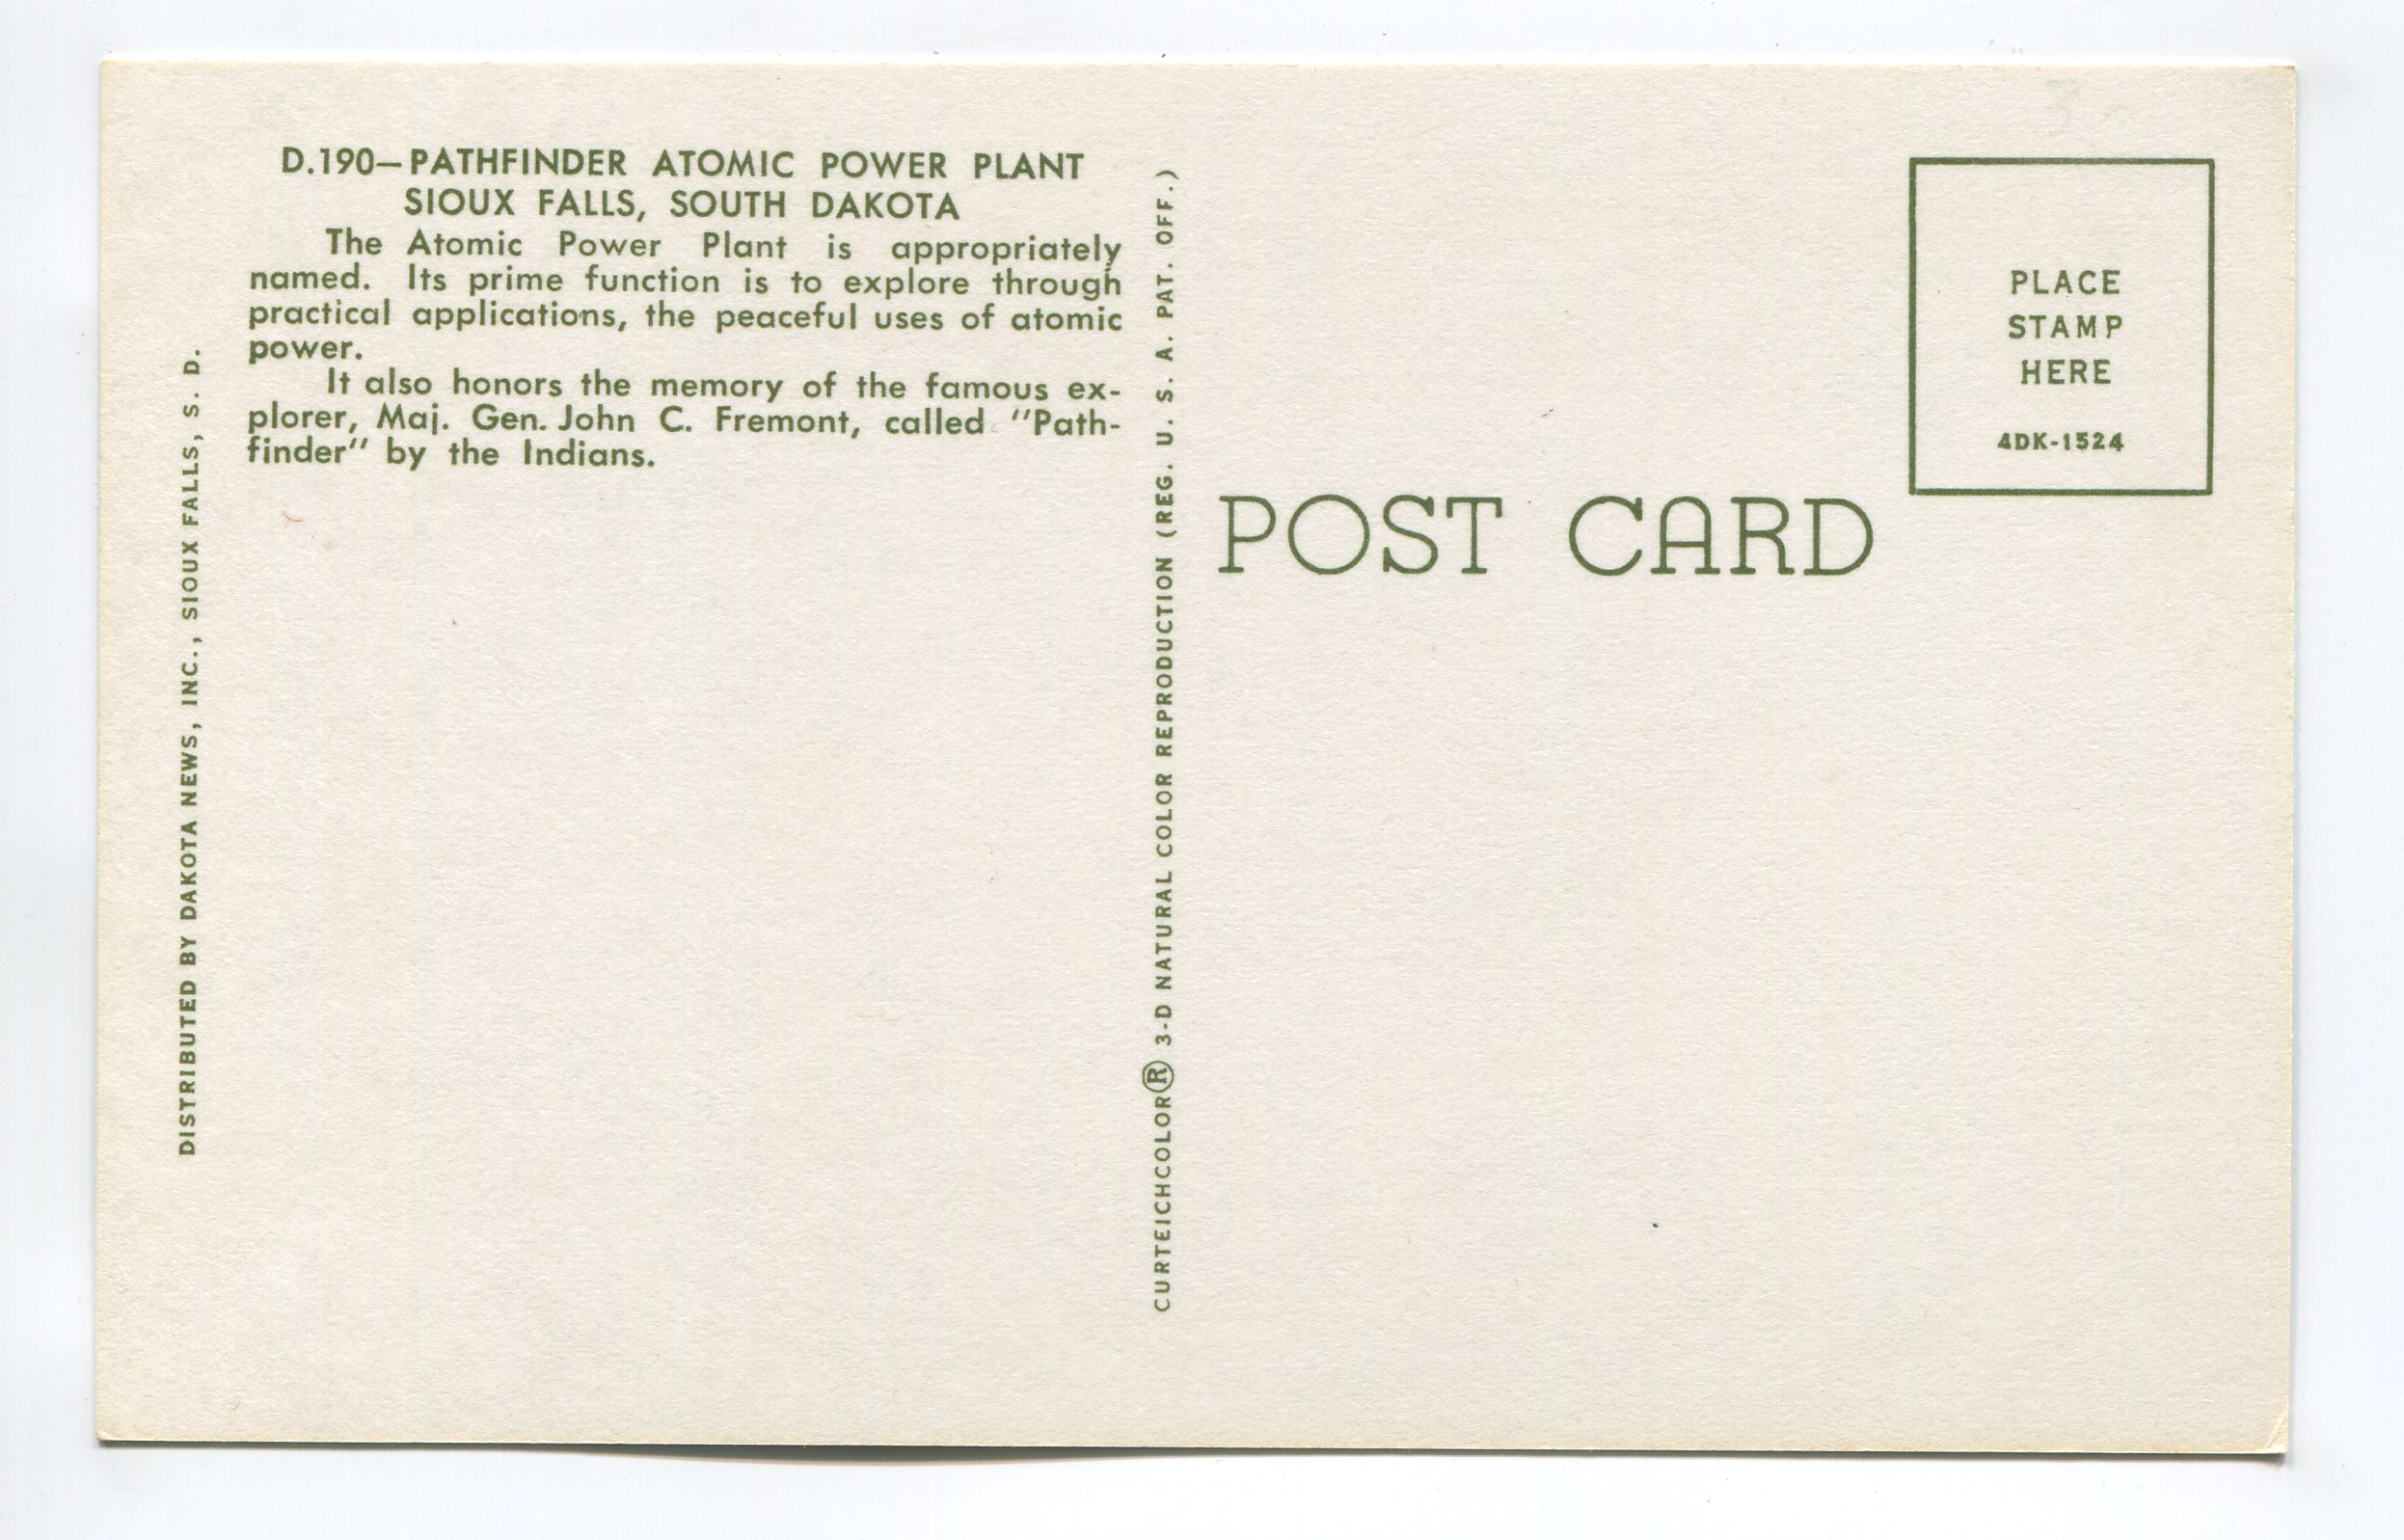 D.190—PATHFINDER ATOMIC POWER PLANT
SIOUX FALLS, SOUTH DAKOTA
The Atomic Power Plant is appropriately
named. Its prime function is to explore through
practical applications, the peaceful uses of atomic
power.
It also honors the memory of the famous ex-
plorer, Maj. Gen. John C. Fremont, called "Path-
finder" by the Indians.
DISTRIBUTED BY DAKOTA NEWS, INC., SIOUX FALLS, S. D.
CURTEICHCOLOR® 3-D NATURAL COLOR REPRODUCTION (REG. U. S. A. PAT. OFF.)
POST CARD
PLACE
STAMP
HERE
4DK-1524